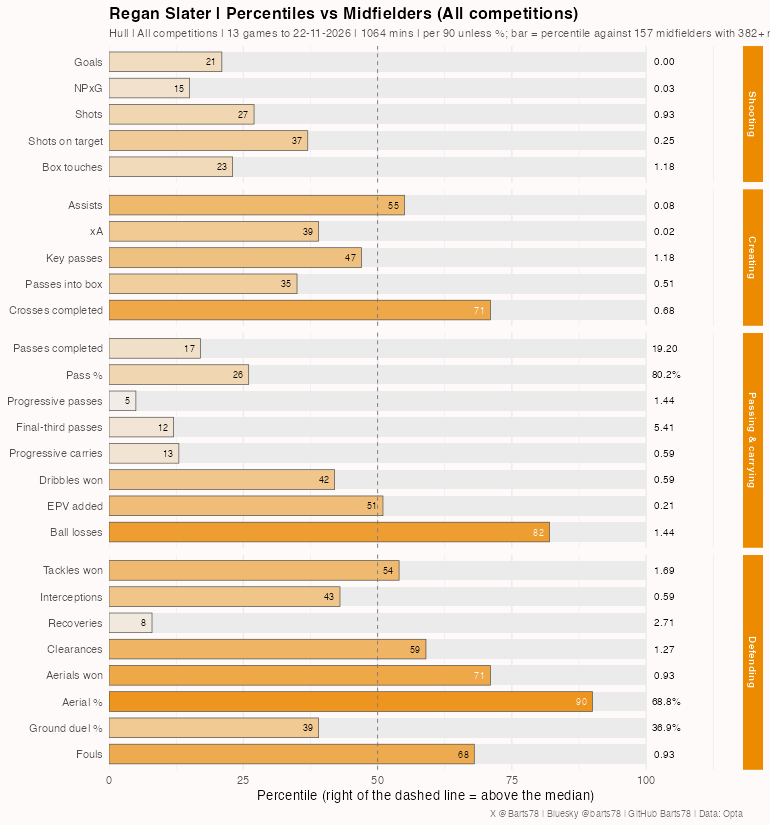 Regan Slater | Percentiles vs Midfielders (All competitions)
Hull | All competitions | 13 games to 22-11-2026 | 1064 mins | per 90 unless %; bar = percentile against 157 midfielders with 382+
Goals 21 0.00
NPxG 15 0.03
Shots 27 0.93
Shots on target 37 0.25
Box touches 23 1.18
Shooting
Assists 55 0.08
xA 39 0.02
Key passes 47 1.18
Passes into box 35 0.51
Crosses completed 71 0.68
Creating
Passes completed 17 19.20
Pass % 26 80.2%
Progressive passes 5 1.44
Final-third passes 12 5.41
Progressive carries 13 0.59
Dribbles won 42 0.59
EPV added 51 0.21
Ball losses 82 1.44
Passing & carrying
Tackles won 54 1.69
Interceptions 43 0.59
Recoveries 8 2.71
Clearances 59 1.27
Aerials won 71 0.93
Aerial % 90 68.8%
Ground duel % 39 36.9%
Fouls 68 0.93
Defending
0 25 50 75 100
Percentile (right of the dashed line = above the median)
X @Barts78 | Bluesky @barts78 | GitHub Barts78 | Data: Opta